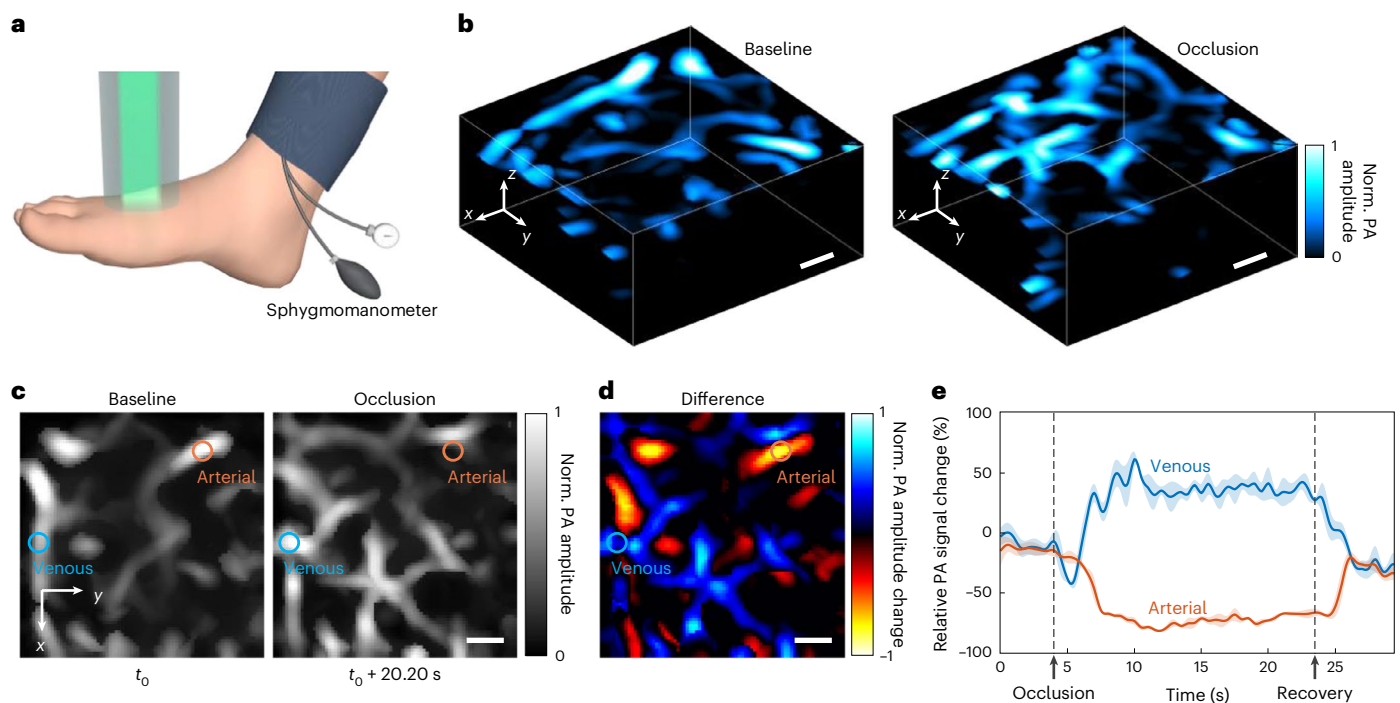 a
Sphygmomanometer
b
Baseline
Occlusion
z
x
y
z
x
y
1
0
Norm. PA
amplitude
c
Baseline
Occlusion
Arterial
Venous
y
x
t0
Arterial
Venous
t0 + 20.20 s
1
0
Norm. PA amplitude
d
Difference
Venous
1
–1
Norm. PA amplitude change
e
Relative PA signal change (%)
100
50
0
–50
–100
Venous
Arterial
0
5
10
15
20
25
Occlusion
Time (s)
Recovery